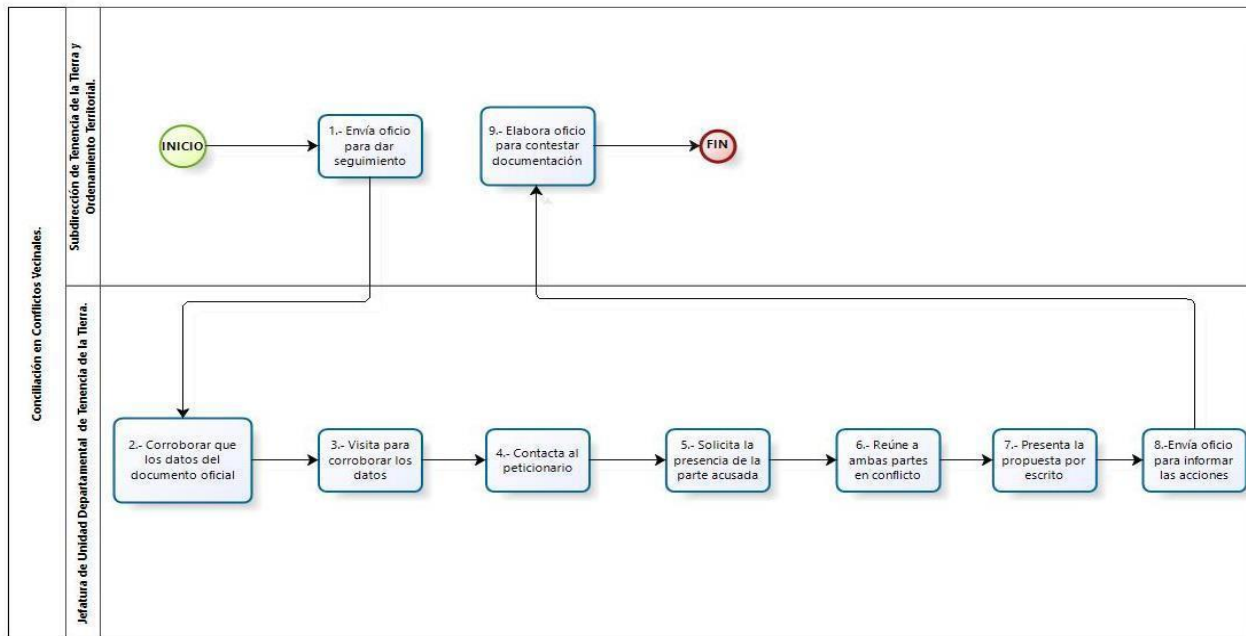 Conciliación en Conflictos Vecinales.
Subdirección de Tenencia de la Tierra y
Ordenamiento Territorial.
INICIO
1.- Envía oficio
para dar
seguimiento
9.- Elabora oficio
para contestar
documentación
FIN
Jefatura de Unidad Departamental de Tenencia de la Tierra.
2.- Corroborar que
los datos del
documento oficial
3.- Visita para
corroborar los
datos
4.- Contacta al
peticionario
5.- Solicita la
presencia de la
parte acusada
6.- Reúne a
ambas partes
en conflicto
7.- Presenta la
propuesta por
escrito
8.-Envía oficio
para informar
las acciones